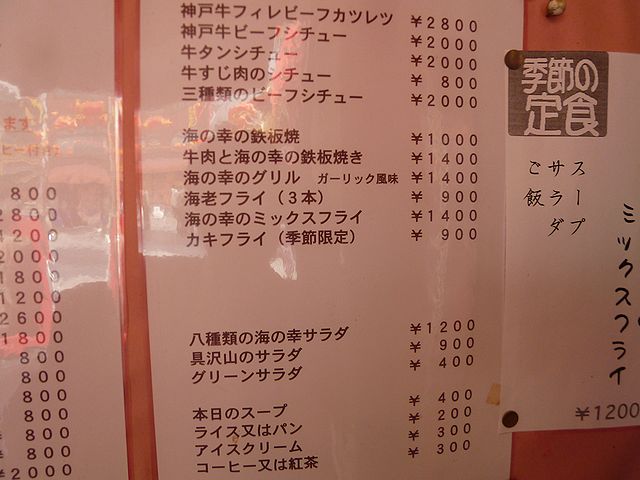 ます
ヒー付き
800
2800
4200
2000
1800
1200
2600
1800
800
800
800
¥ 800
¥ 800
¥2000
神戸牛フィレビーフカツレツ ¥2800
神戸牛ビーフシチュー ¥2000
牛タンシチュー ¥2000
牛すじ肉のシチュー ¥ 800
三種類のビーフシチュー ¥2000
海の幸の鉄板焼 ¥1000
牛肉と海の幸の鉄板焼き ¥1400
海の幸のグリル ガーリック風味 ¥1400
海老フライ（３本） ¥ 900
海の幸のミックスフライ ¥1400
カキフライ（季節限定） ¥ 900
八種類の海の幸サラダ ¥1200
具沢山のサラダ ¥ 900
グリーンサラダ ¥ 400
本日のスープ ¥ 400
ライス又はパン ¥ 200
アイスクリーム ¥ 300
コーヒー又は紅茶 ¥ 300
季節の
定食
ミックスフライ
スープ
サラダ
ご飯
¥1200